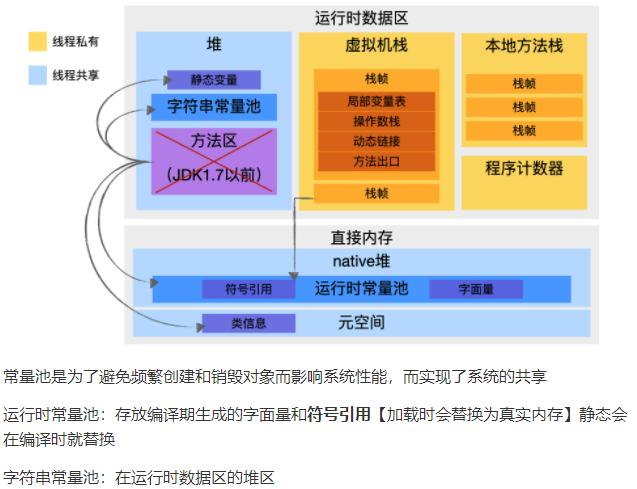 运行时数据区
线程私有
线程共享
堆
静态变量
字符串常量池
方法区
（JDK1.7以前）
虚拟机栈
栈帧
局部变量表
操作数栈
动态链接
方法出口
栈帧
本地方法栈
栈帧
栈帧
栈帧
程序计数器
直接内存
native堆
符号引用
运行时常量池
字面量
类信息
元空间
常量池是为了避免频繁创建和销毁对象而影响系统性能，而实现了系统的共享
运行时常量池：存放编译期生成的字面量和符号引用【加载时会替换为真实内存】静态会
在编译时就替换
字符串常量池：在运行时数据区的堆区